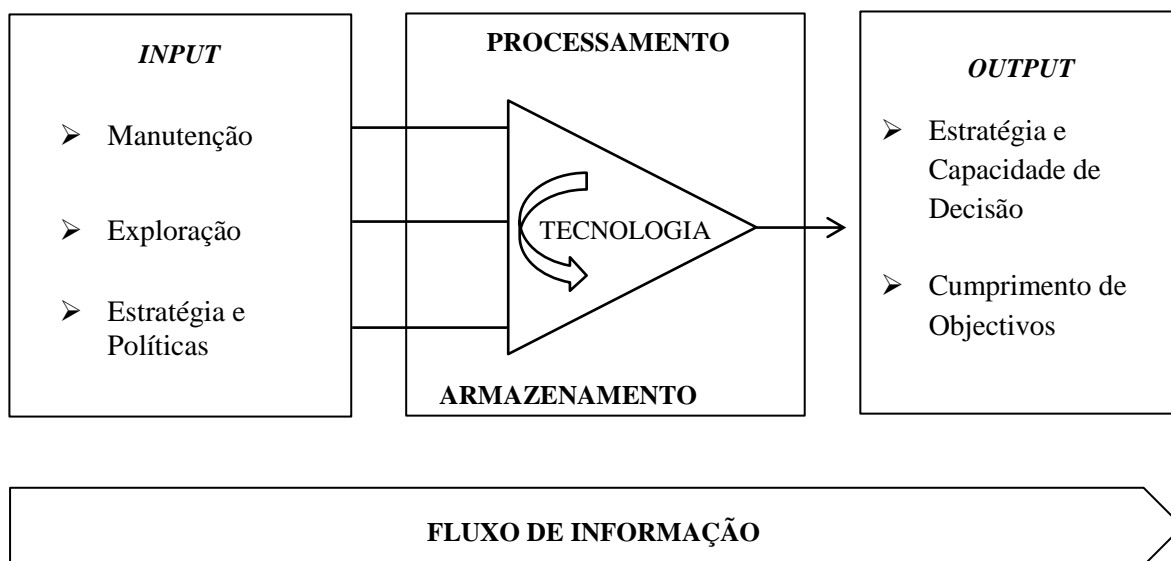 INPUT
➢ Manutenção
➢ Exploração
➢ Estratégia e
Políticas
PROCESSAMENTO
TECNOLOGIA
ARMAZENAMENTO
OUTPUT
➢ Estratégia e
Capacidade de
Decisão
➢ Cumprimento de
Objectivos
FLUXO DE INFORMAÇÃO